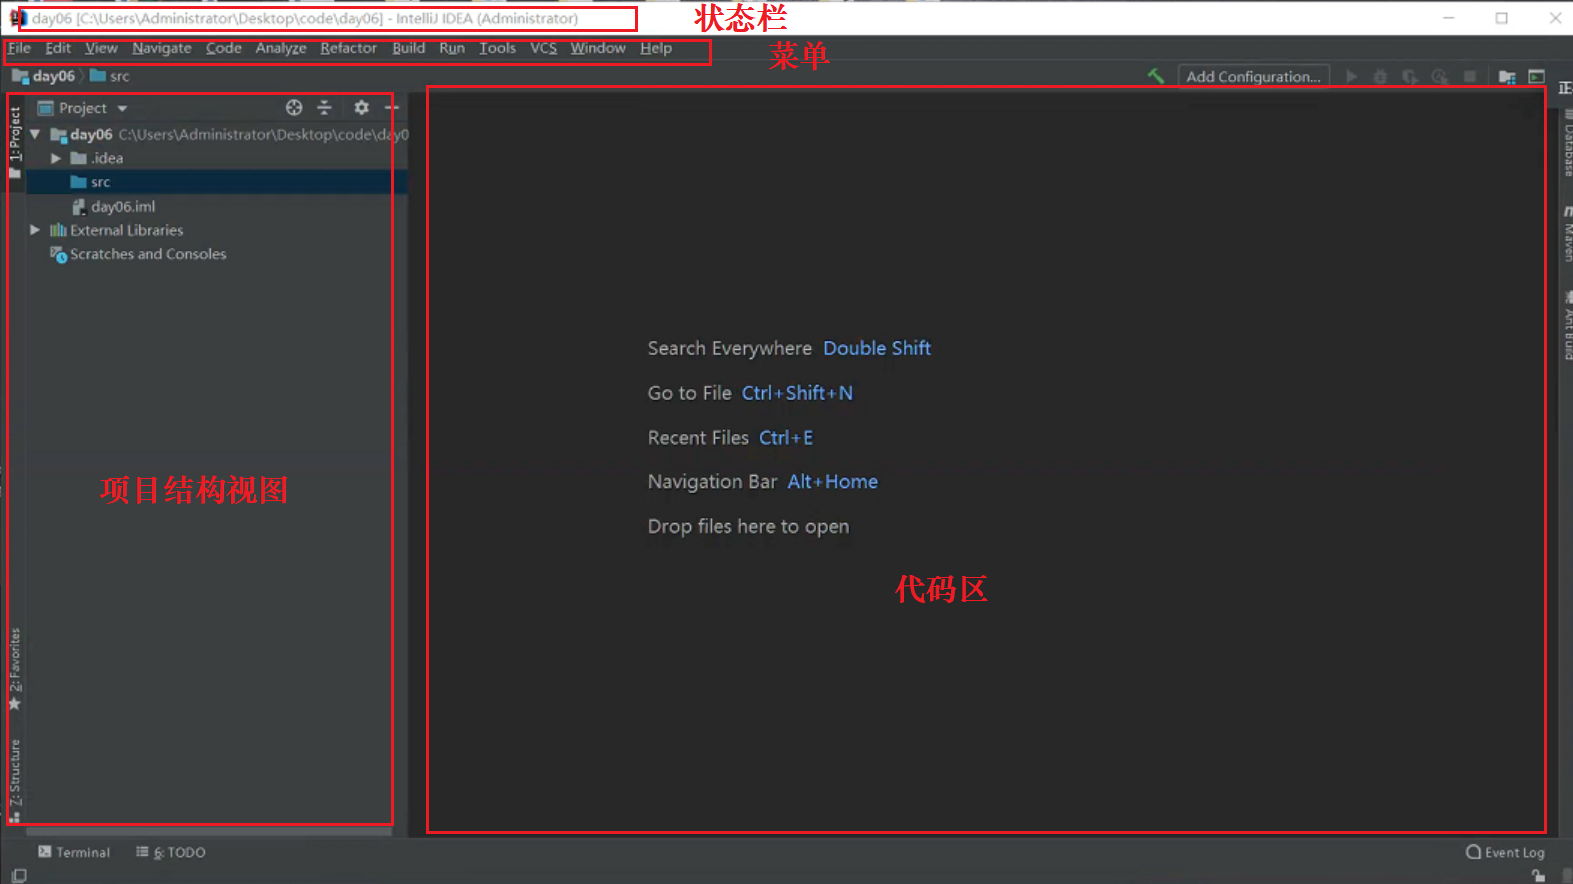 day06 [C:\Users\Administrator\Desktop\code\day06] - IntelliJ IDEA (Administrator)
状态栏
File Edit View Navigate Code Analyze Refactor Build Run Tools VCS Window Help
菜单
day06 src
Add Configuration...
1: Project
Project
day06 C:\Users\Administrator\Desktop\code\day0
.idea
src
day06.iml
External Libraries
Scratches and Consoles
项目结构视图
2: Favorites
7: Structure
Search Everywhere Double Shift
Go to File Ctrl+Shift+N
Recent Files Ctrl+E
Navigation Bar Alt+Home
Drop files here to open
代码区
Database
Maven
Ant Build
Terminal
6: TODO
Event Log